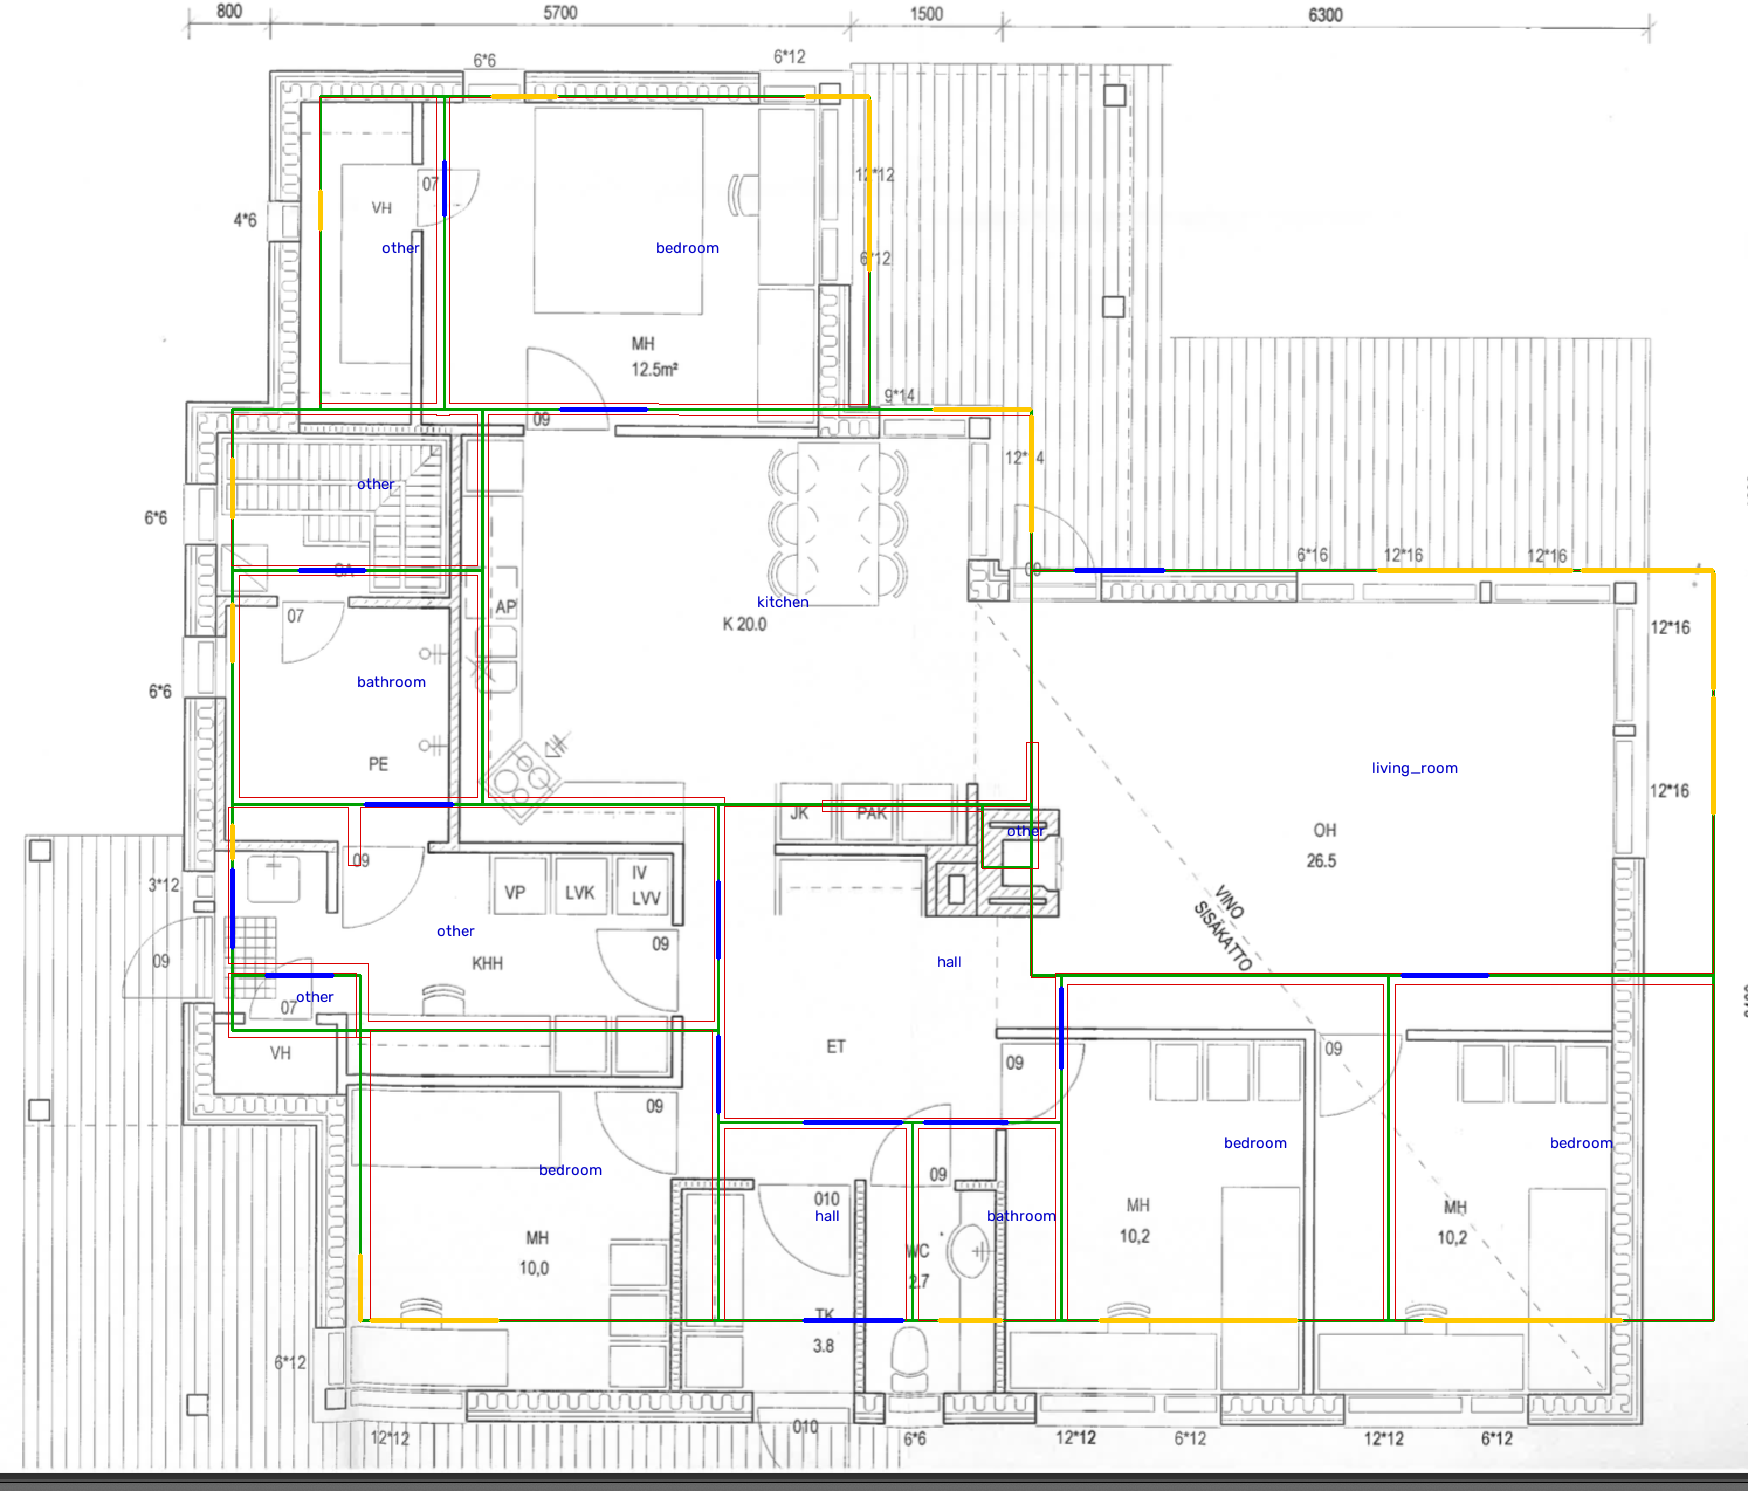 800
5700
1500
6300
6*6
6*12
07
VH
4*6
other
bedroom
12*12
6*12
MH
12.5m²
9*14
09
12*14
other
6*6
SA
6*16
12*16
12*16
09
07
AP
kitchen
K 20.0
12*16
bathroom
6*6
PE
living_room
12*16
JK
PAK
other
OH
26.5
09
3*12
VP
LVK
IV
LVV
VINO
SISÄKATTO
other
09
09
KHH
hall
other
07
VH
ET
09
09
09
bedroom
bedroom
bedroom
09
010
hall
bathroom
MH
10,0
MH
10,2
MH
10,2
WC
2.7
TK
3.8
6*12
12*12
010
6*6
12*12
6*12
12*12
6*12